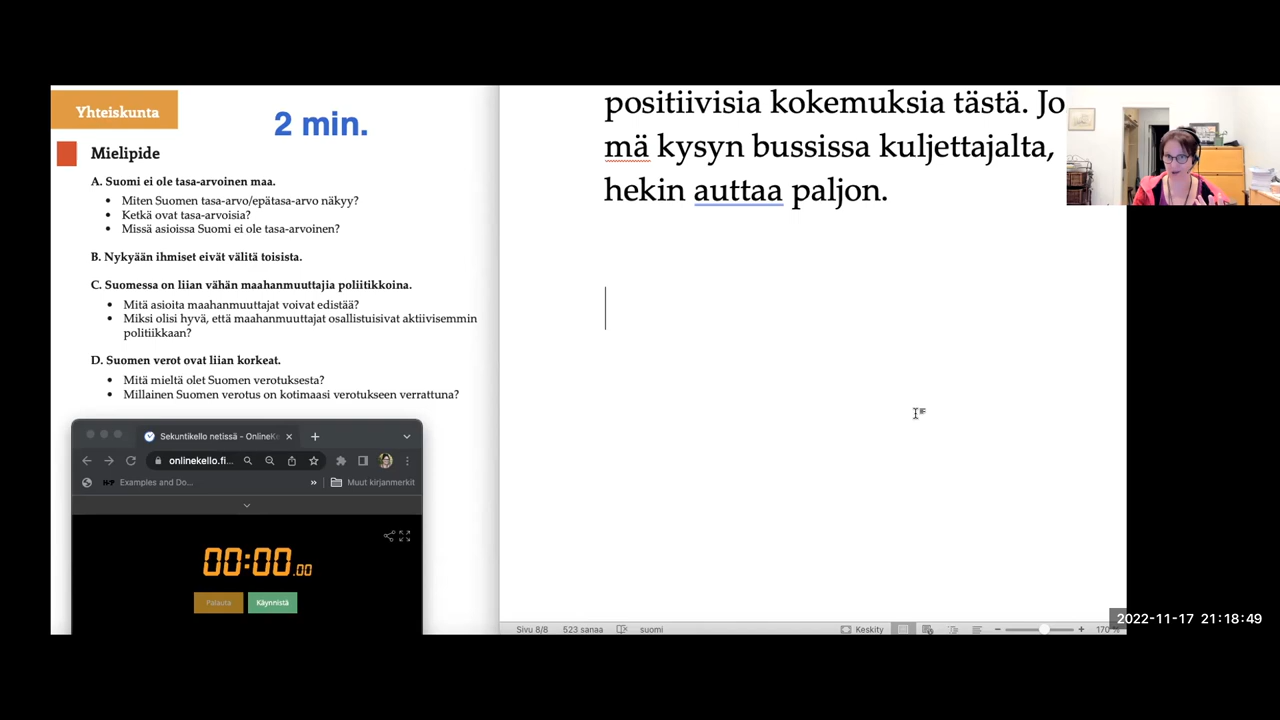 Yhteiskunta
2 min.
Mielipide
A. Suomi ei ole tasa-arvoinen maa.
• Miten Suomen tasa-arvo/epätasa-arvo näkyy?
• Ketkä ovat tasa-arvoisia?
• Missä asioissa Suomi ei ole tasa-arvoinen?
B. Nykyään ihmiset eivät välitä toisista.
C. Suomessa on liian vähän maahanmuuttajia poliitikkoina.
• Mitä asioita maahanmuuttajat voivat edistää?
• Miksi olisi hyvä, että maahanmuuttajat osallistuisivat aktiivisemmin
politiikkaan?
D. Suomen verot ovat liian korkeat.
• Mitä mieltä olet Suomen verotuksesta?
• Millainen Suomen verotus on kotimaasi verotukseen verrattuna?
Sekuntikello netissä - OnlineKe
onlinekello.fi...
Examples and Do...
» Muut kirjanmerkit
00:00.00
Palauta
Käynnistä
positiivisia kokemuksia tästä. Jo
mä kysyn bussissa kuljettajalta,
hekin auttaa paljon.
Sivu 8/8 523 sanaa suomi
Keskity
170 %
2022-11-17 21:18:49